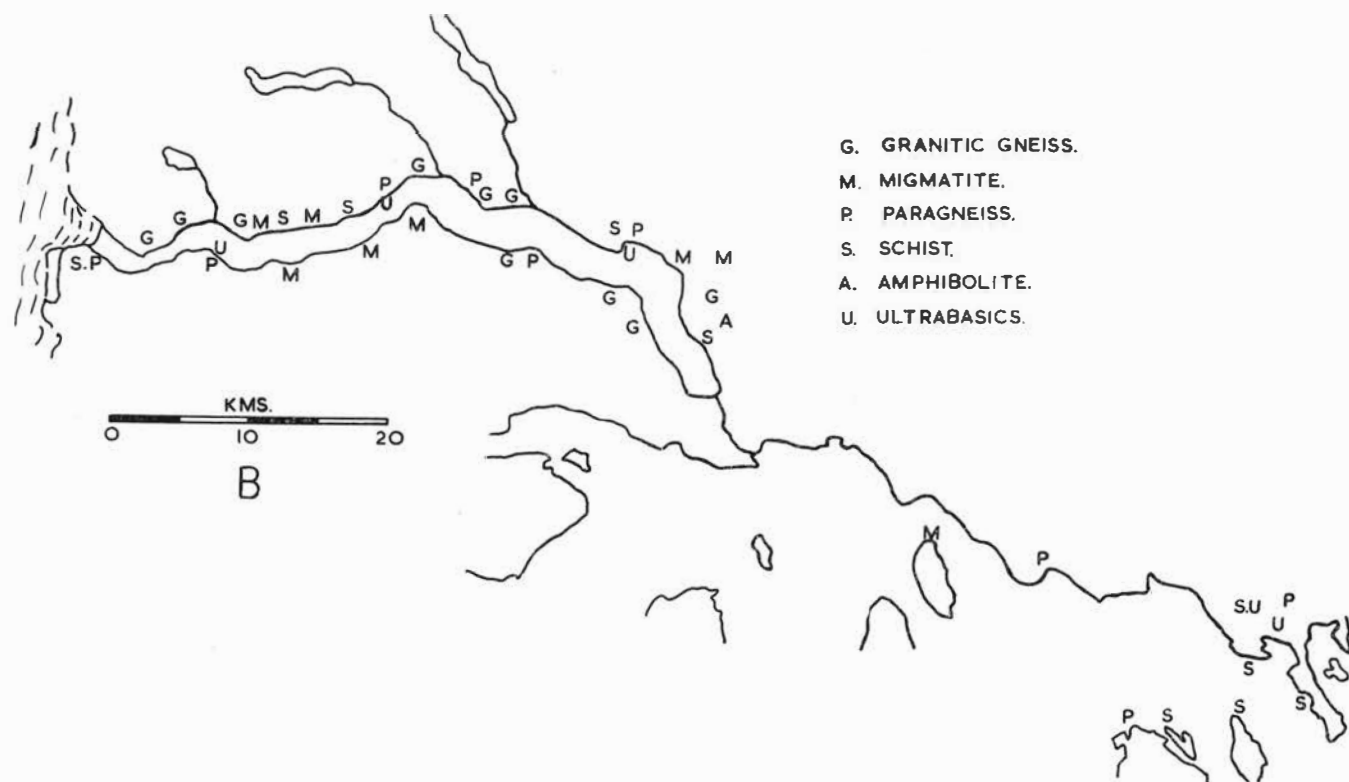 G. GRANITIC GNEISS.
M. MIGMATITE.
P. PARAGNEISS.
S. SCHIST.
A. AMPHIBOLITE.
U. ULTRABASICS.
G
P
P
G
G
U
G
G
G M S M S
M
S P
U
M
M
S.P
U
P
M
M
G
P
G
G
G
A
S
KMS.
0 10 20
B
M
P
S.U
P
U
S
S
P
S
S